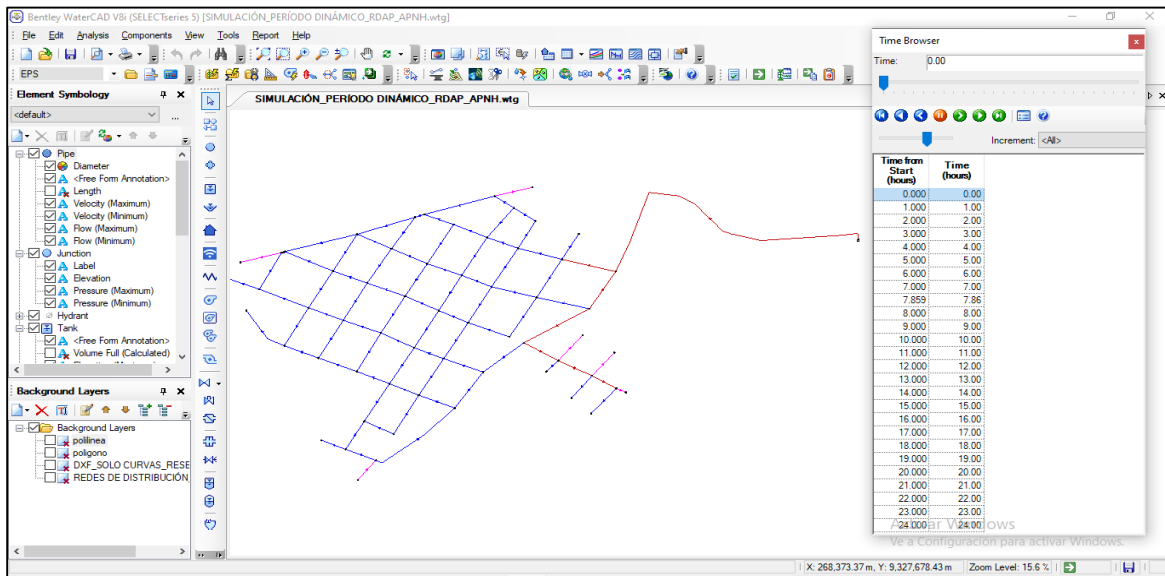 Bentley WaterCAD V8i (SELECTseries 5) [SIMULACIÓN_PERÍODO DINÁMICO_RDAP_APNH.wtg]
File Edit Analysis Components View Tools Report Help
EPS
Element Symbology
<default>
...
Pipe
Diameter
<Free Form Annotation>
Length
Velocity (Maximum)
Velocity (Minimum)
Flow (Maximum)
Flow (Minimum)
Junction
Label
Elevation
Pressure (Maximum)
Pressure (Minimum)
Hydrant
Tank
<Free Form Annotation>
Volume Full (Calculated)
Background Layers
Background Layers
polilinea
poligono
DXF_SOLO CURVAS_RESE
REDES DE DISTRIBUCIÓN_
SIMULACIÓN_PERÍODO DINÁMICO_RDAP_APNH.wtg
Time Browser
Time: 0.00
Increment: <All>
Time from Start (hours) Time (hours)
0.000 0.00
1.000 1.00
2.000 2.00
3.000 3.00
4.000 4.00
5.000 5.00
6.000 6.00
7.000 7.00
7.859 7.86
8.000 8.00
9.000 9.00
10.000 10.00
11.000 11.00
12.000 12.00
13.000 13.00
14.000 14.00
15.000 15.00
16.000 16.00
17.000 17.00
18.000 18.00
19.000 19.00
20.000 20.00
21.000 21.00
22.000 22.00
23.000 23.00
24.000 24.00
Activar Windows
Ve a Configuración para activar Windows.
X: 268,373.37 m, Y: 9,327,678.43 m Zoom Level: 15.6 %